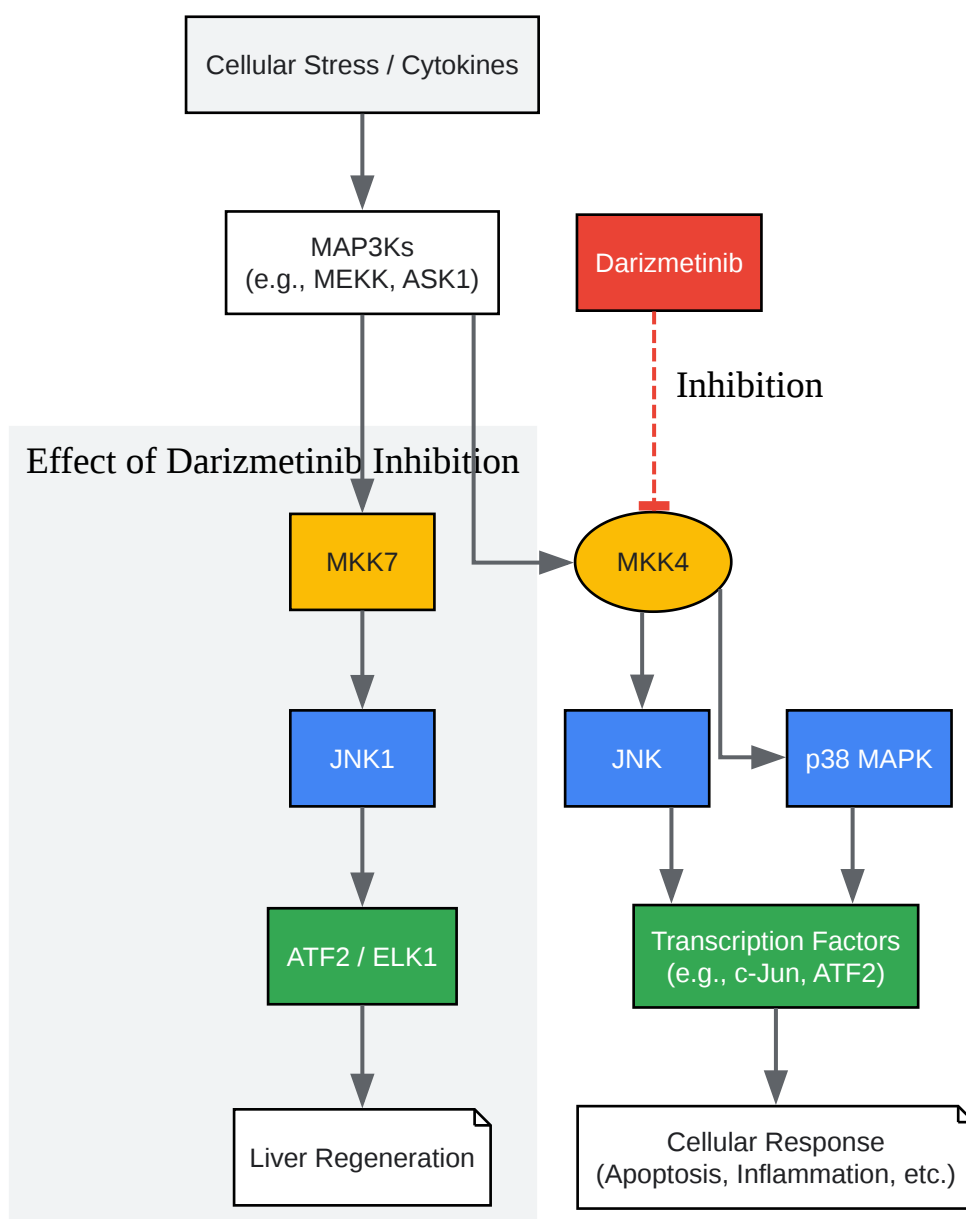 Cellular Stress / Cytokines
MAP3Ks
(e.g., MEKK, ASK1)
Darizmetinib
Inhibition
Effect of Darizmetinib Inhibition
MKK7
MKK4
JNK1
JNK
p38 MAPK
ATF2 / ELK1
Transcription Factors
(e.g., c-Jun, ATF2)
Liver Regeneration
Cellular Response
(Apoptosis, Inflammation, etc.)